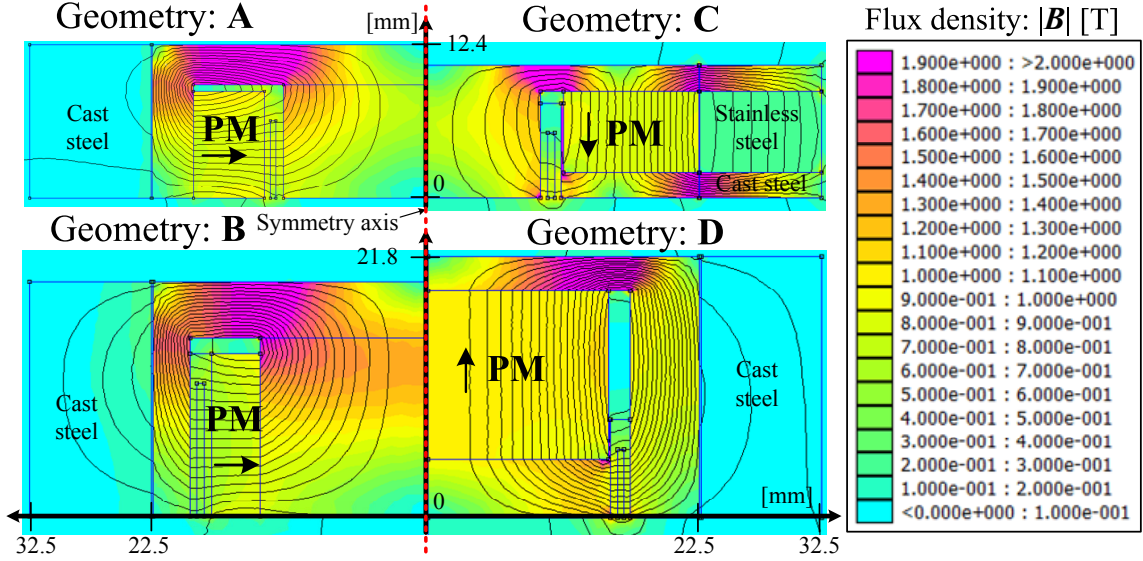 Geometry: A
[mm]
Geometry: C
Flux density: |B| [T]
12.4
Cast
steel
PM
PM
Stainless
steel
Cast steel
0
Symmetry axis
Geometry: B
Geometry: D
21.8
Cast
steel
PM
PM
Cast
steel
0
[mm]
32.5
22.5
22.5
32.5
1.900e+000 : >2.000e+000
1.800e+000 : 1.900e+000
1.700e+000 : 1.800e+000
1.600e+000 : 1.700e+000
1.500e+000 : 1.600e+000
1.400e+000 : 1.500e+000
1.300e+000 : 1.400e+000
1.200e+000 : 1.300e+000
1.100e+000 : 1.200e+000
1.000e+000 : 1.100e+000
9.000e-001 : 1.000e+000
8.000e-001 : 9.000e-001
7.000e-001 : 8.000e-001
6.000e-001 : 7.000e-001
5.000e-001 : 6.000e-001
4.000e-001 : 5.000e-001
3.000e-001 : 4.000e-001
2.000e-001 : 3.000e-001
1.000e-001 : 2.000e-001
<0.000e+000 : 1.000e-001